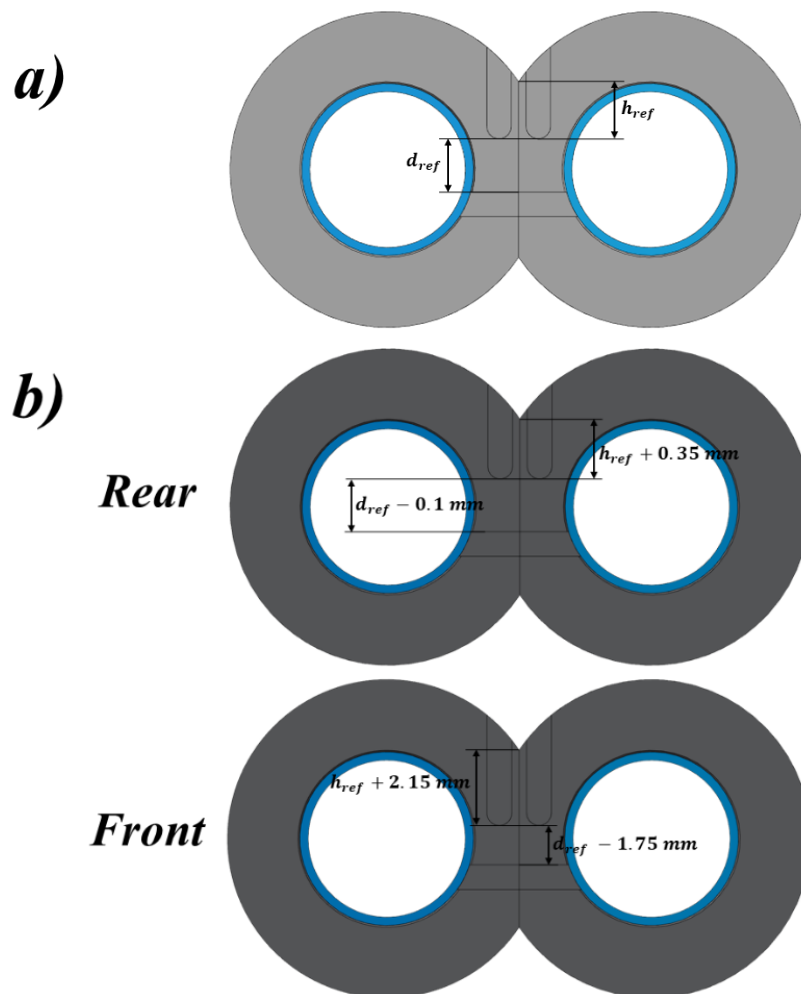 a)
h_ref
d_ref
b)
h_ref + 0.35 mm
Rear
d_ref − 0.1 mm
h_ref + 2.15 mm
Front
d_ref − 1.75 mm